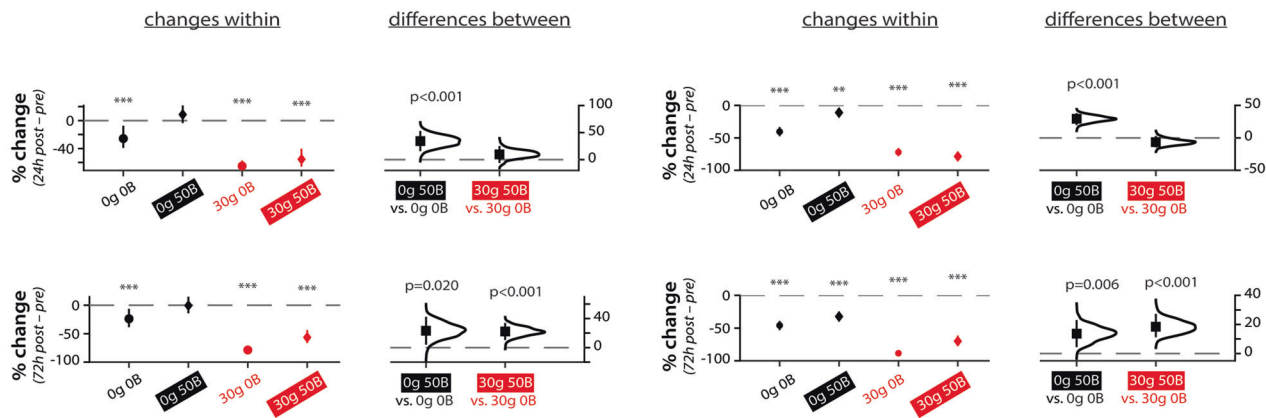 changes within
differences between
changes within
differences between
% change
(24h post – pre)
0
-40
***
***
***
0g 0B
0g 50B
30g 0B
30g 50B
p<0.001
100
50
0
0g 50B
vs. 0g 0B
30g 50B
vs. 30g 0B
% change
(24h post – pre)
0
-50
-100
***
**
***
***
0g 0B
0g 50B
30g 0B
30g 50B
p<0.001
50
0
-50
0g 50B
vs. 0g 0B
30g 50B
vs. 30g 0B
% change
(72h post – pre)
0
-50
-100
***
***
***
0g 0B
0g 50B
30g 0B
30g 50B
p=0.020
p<0.001
40
0
0g 50B
vs. 0g 0B
30g 50B
vs. 30g 0B
% change
(72h post – pre)
0
-50
-100
***
***
***
***
0g 0B
0g 50B
30g 0B
30g 50B
p=0.006
p<0.001
40
20
0
0g 50B
vs. 0g 0B
30g 50B
vs. 30g 0B